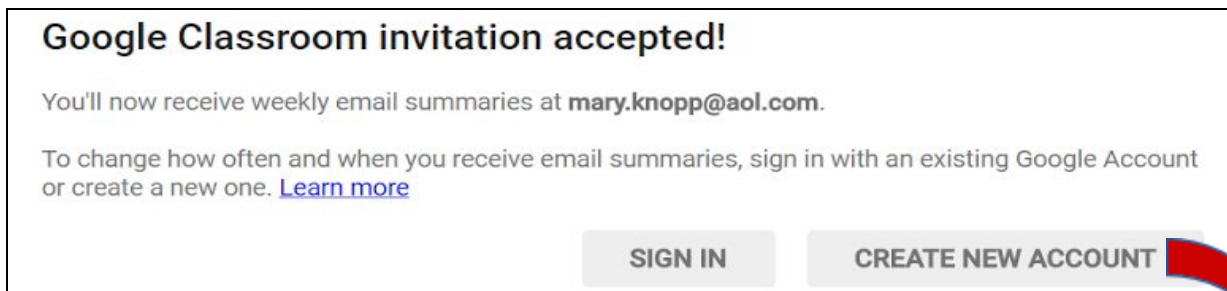 Google Classroom invitation accepted!
You'll now receive weekly email summaries at mary.knopp@aol.com.
To change how often and when you receive email summaries, sign in with an existing Google Account
or create a new one. Learn more
SIGN IN CREATE NEW ACCOUNT